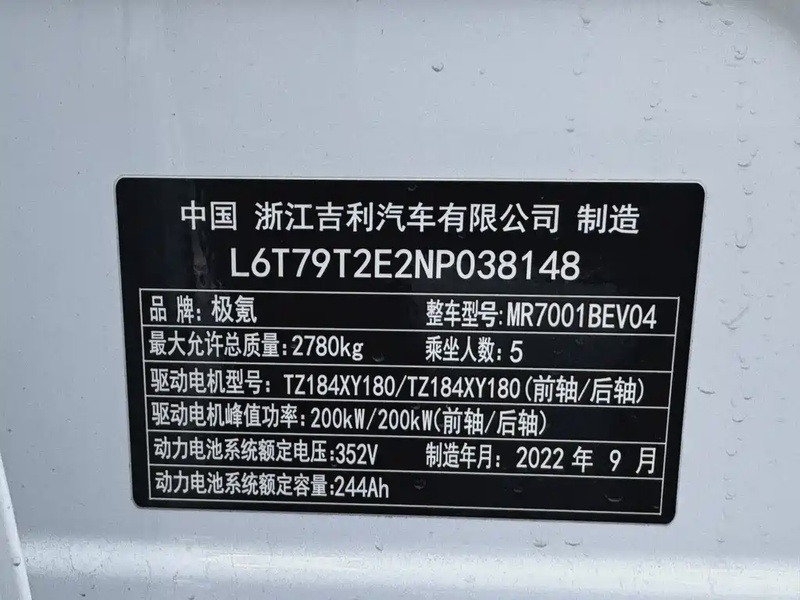 中国 浙江吉利汽车有限公司 制造
L6T79T2E2NP038148
品 牌: 极氪 整车型号: MR7001BEV04
最大允许总质量: 2780kg 乘坐人数: 5
驱动电机型号: TZ184XY180/TZ184XY180(前轴/后轴)
驱动电机峰值功率: 200kW/200kW(前轴/后轴)
动力电池系统额定电压: 352V 制造年月: 2022 年 9 月
动力电池系统额定容量: 244Ah